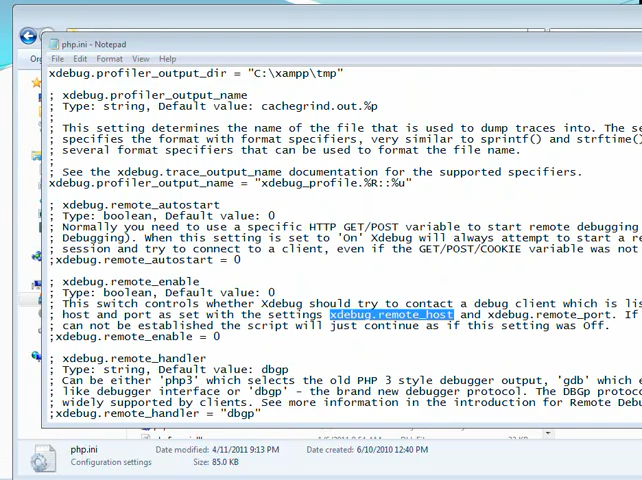 php.ini - Notepad
File Edit Format View Help
xdebug.profiler_output_dir = "C:\xampp\tmp"
; xdebug.profiler_output_name
; Type: string, Default value: cachegrind.out.%p
;
; This setting determines the name of the file that is used to dump traces into. The se
; specifies the format with format specifiers, very similar to sprintf() and strftime()
; several format specifiers that can be used to format the file name.
;
; See the xdebug.trace_output_name documentation for the supported specifiers.
xdebug.profiler_output_name = "xdebug_profile.%R::%u"
; xdebug.remote_autostart
; Type: boolean, Default value: 0
; Normally you need to use a specific HTTP GET/POST variable to start remote debugging
; Debugging). When this setting is set to 'On' Xdebug will always attempt to start a re
; session and try to connect to a client, even if the GET/POST/COOKIE variable was not
;xdebug.remote_autostart = 0
; xdebug.remote_enable
; Type: boolean, Default value: 0
; This switch controls whether Xdebug should try to contact a debug client which is lis
; host and port as set with the settings xdebug.remote_host and xdebug.remote_port. If
; can not be established the script will just continue as if this setting was Off.
;xdebug.remote_enable = 0
; xdebug.remote_handler
; Type: string, Default value: dbgp
; Can be either 'php3' which selects the old PHP 3 style debugger output, 'gdb' which e
; like debugger interface or 'dbgp' - the brand new debugger protocol. The DBGp protoco
; widely supported by clients. See more information in the introduction for Remote Debu
;xdebug.remote_handler = "dbgp"
php.ini Date modified: 4/11/2011 9:13 PM Date created: 6/10/2010 12:40 PM
Configuration settings Size: 85.0 KB